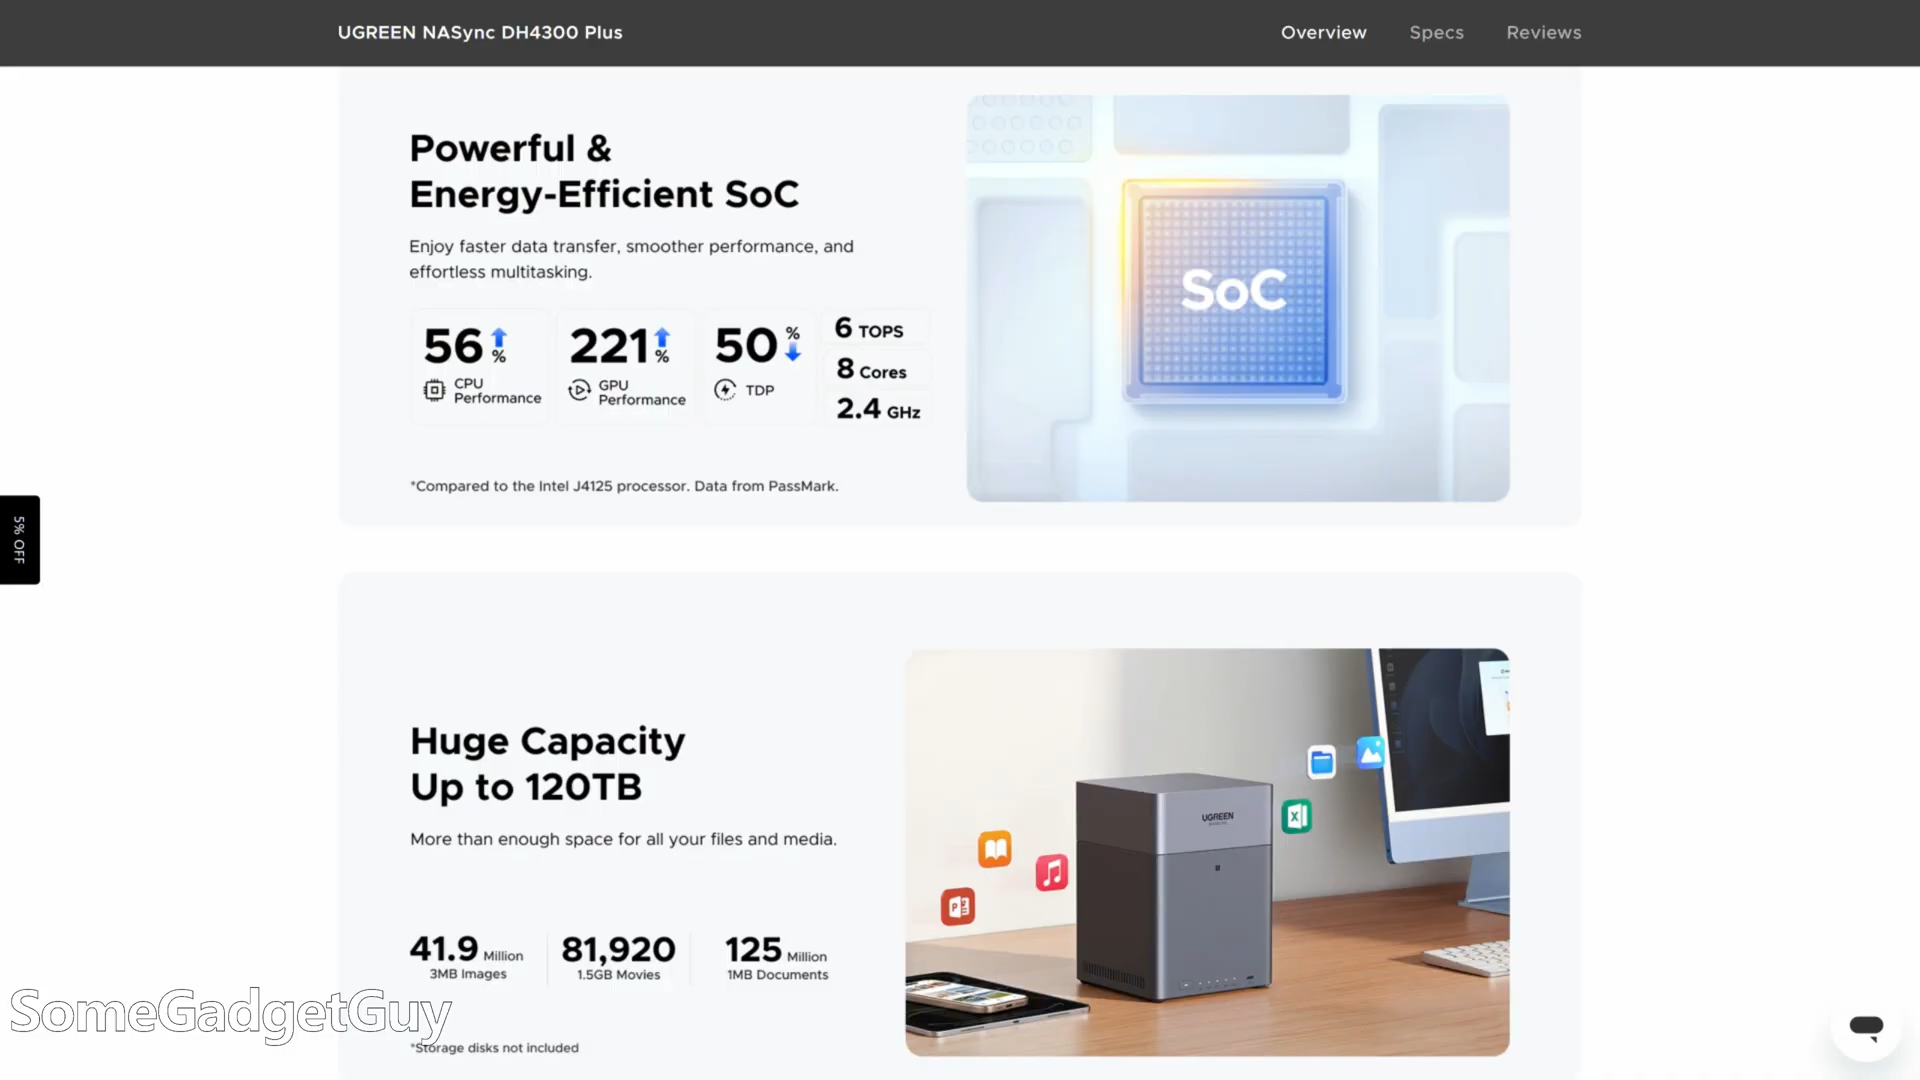 UGREEN NASync DH4300 Plus
Overview
Specs
Reviews
Powerful &
Energy-Efficient SoC
Enjoy faster data transfer, smoother performance, and
effortless multitasking.
56 %
CPU
Performance
221 %
GPU
Performance
50 %
TDP
6 TOPS
8 Cores
2.4 GHz
*Compared to the Intel J4125 processor. Data from PassMark.
SoC
5% OFF
Huge Capacity
Up to 120TB
More than enough space for all your files and media.
41.9 Million
3MB Images
81,920
1.5GB Movies
125 Million
1MB Documents
*Storage disks not included
UGREEN
P
X
SomeGadgetGuy